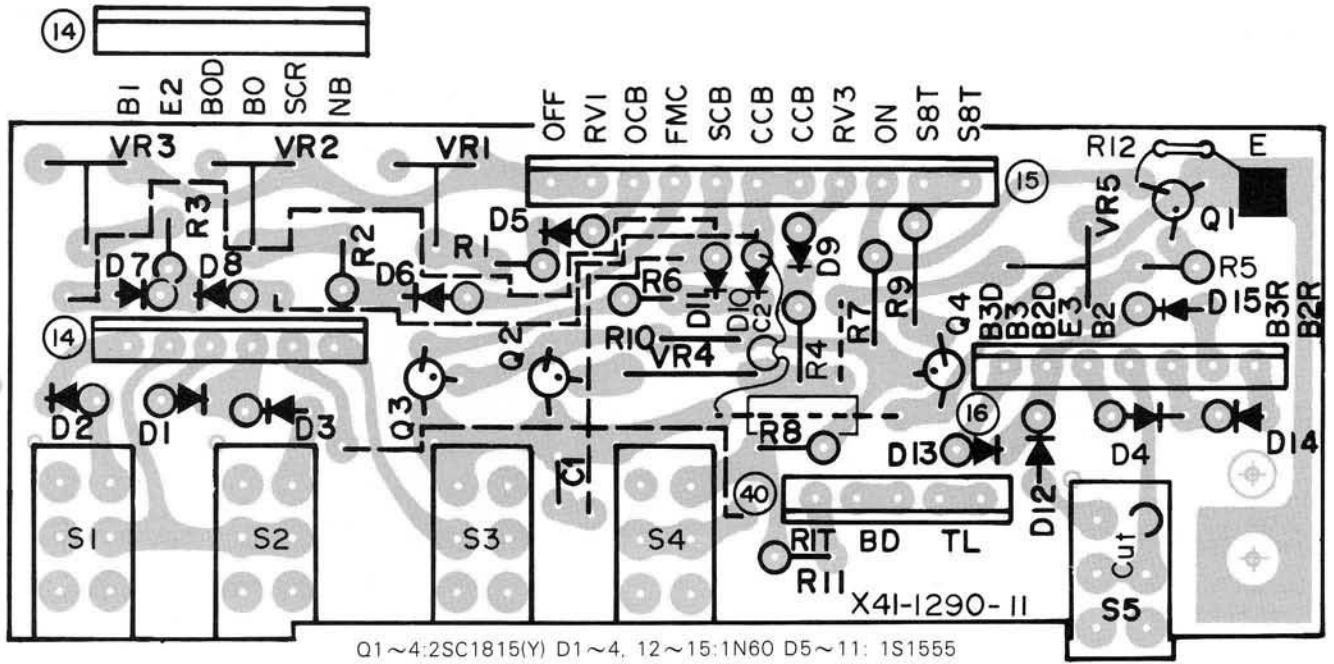 14
B1 E2 BOD BO SCR NB
OFF RV1 OCB FMC SCB CCB CCB RV3 ON S8T S8T
VR3 VR2 VR1 15 R12 E
VR5 Q1
R3 R2 R1 D5 D9
D7 D8 D6 R6 D11 D10 C2 R7 R9 R5
Q4 B3D B3 B2D E3 B2 D15 B3R B2R
14 Q2 R10 VR4 R4
D2 D1 D3 Q3 16
R8 D13 D12 D4 D14
C1 40
S1 S2 S3 S4 RIT BD TL Cut
R11
X41-1290-11 S5
Q1~4:2SC1815(Y) D1~4, 12~15:1N60 D5~11: 1S1555